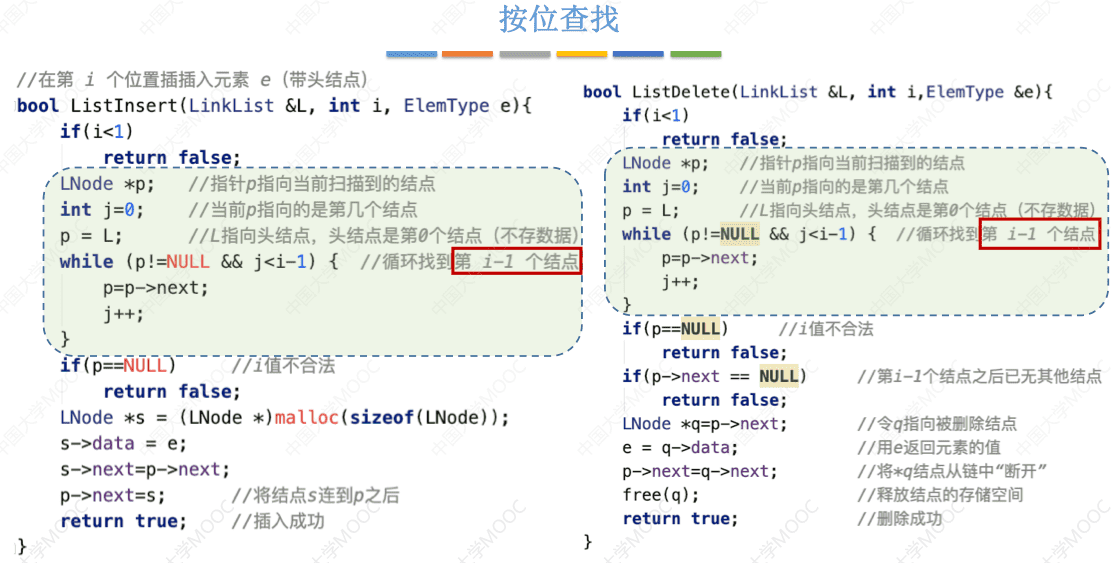 按位查找
//在第 i 个位置插插入元素 e（带头结点）
bool ListInsert(LinkList &L, int i, ElemType e){
if(i<1)
return false;
LNode *p; //指针p指向当前扫描到的结点
int j=0; //当前p指向的是第几个结点
p = L; //L指向头结点，头结点是第0个结点（不存数据）
while (p!=NULL && j<i-1) { //循环找到第 i-1 个结点
p=p->next;
j++;
}
if(p==NULL) //i值不合法
return false;
LNode *s = (LNode *)malloc(sizeof(LNode));
s->data = e;
s->next=p->next;
p->next=s; //将结点s连到p之后
return true; //插入成功
}
bool ListDelete(LinkList &L, int i,ElemType &e){
if(i<1)
return false;
LNode *p; //指针p指向当前扫描到的结点
int j=0; //当前p指向的是第几个结点
p = L; //L指向头结点，头结点是第0个结点（不存数据）
while (p!=NULL && j<i-1) { //循环找到第 i-1 个结点
p=p->next;
j++;
}
if(p==NULL) //i值不合法
return false;
if(p->next == NULL) //第i-1个结点之后已无其他结点
return false;
LNode *q=p->next; //令q指向被删除结点
e = q->data; //用e返回元素的值
p->next=q->next; //将*q结点从链中“断开”
free(q); //释放结点的存储空间
return true; //删除成功
}
中国大学MOOC